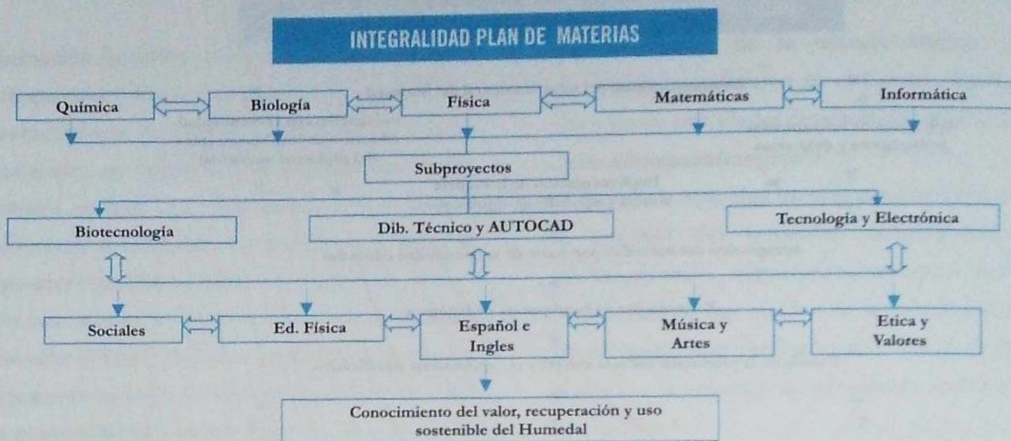 INTEGRALIDAD PLAN DE MATERIAS
Química
Biología
Física
Matemáticas
Informática
Subproyectos
Biotecnología
Dib. Técnico y AUTOCAD
Tecnologia y Electrónica
Sociales
Ed. Física
Español e
Ingles
Música y
Artes
Etica y
Valores
Conocimiento del valor, recuperación y uso
sostenible del Humedal